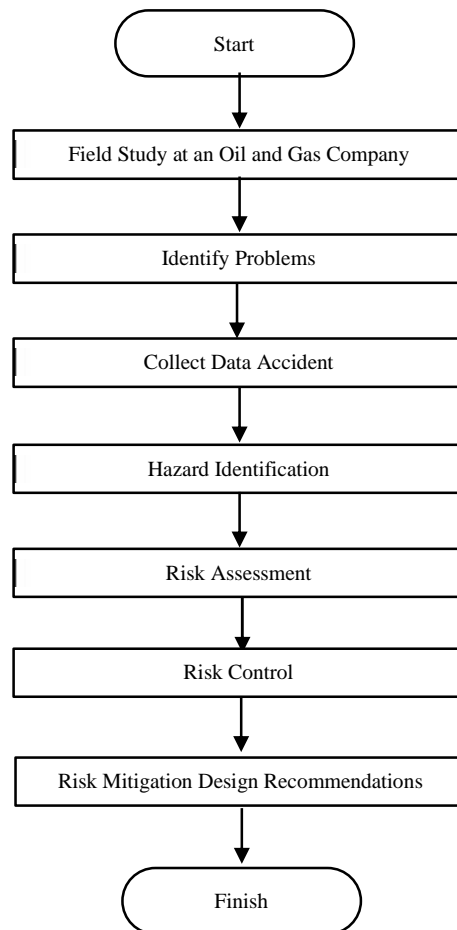 Start
Field Study at an Oil and Gas Company
Identify Problems
Collect Data Accident
Hazard Identification
Risk Assessment
Risk Control
Risk Mitigation Design Recommendations
Finish